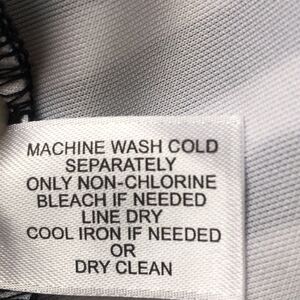 MACHINE WASH COLD
SEPARATELY
ONLY NON-CHLORINE
BLEACH IF NEEDED
LINE DRY
COOL IRON IF NEEDED
OR
DRY CLEAN